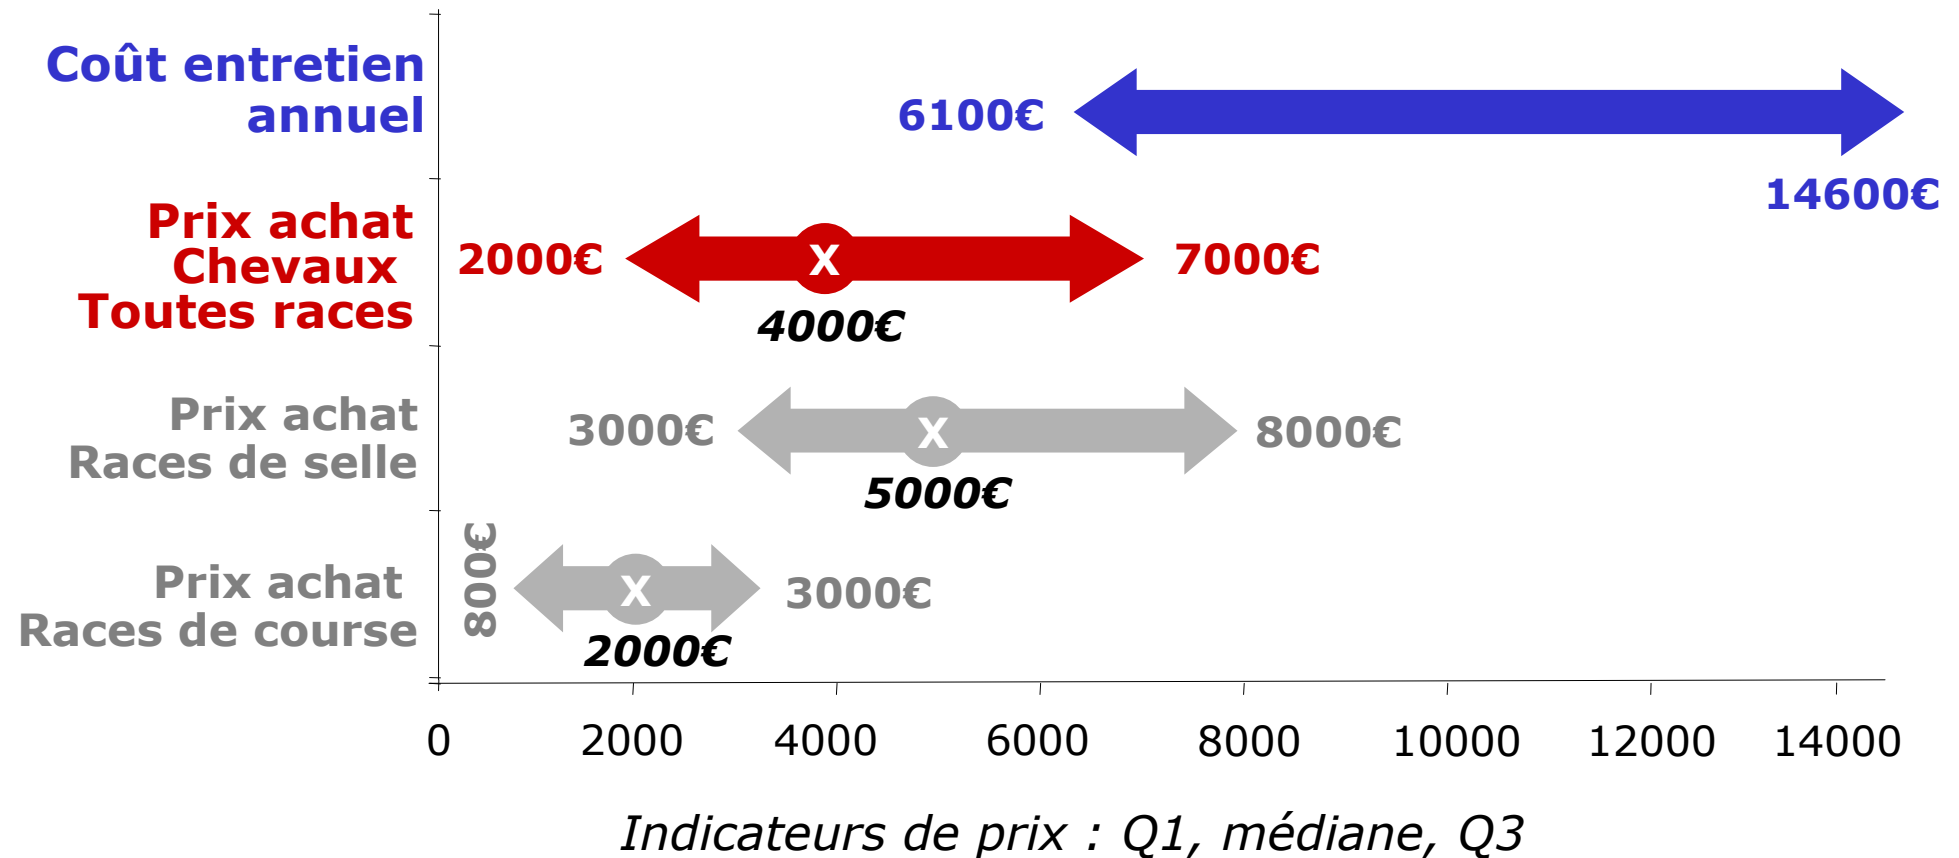 Coût entretien
annuel
6100€
14600€
Prix achat
Chevaux
Toutes races
2000€
X
7000€
4000€
Prix achat
Races de selle
3000€
X
8000€
5000€
Prix achat
Races de course
800€
X
3000€
2000€
0 2000 4000 6000 8000 10000 12000 14000
Indicateurs de prix : Q1, médiane, Q3